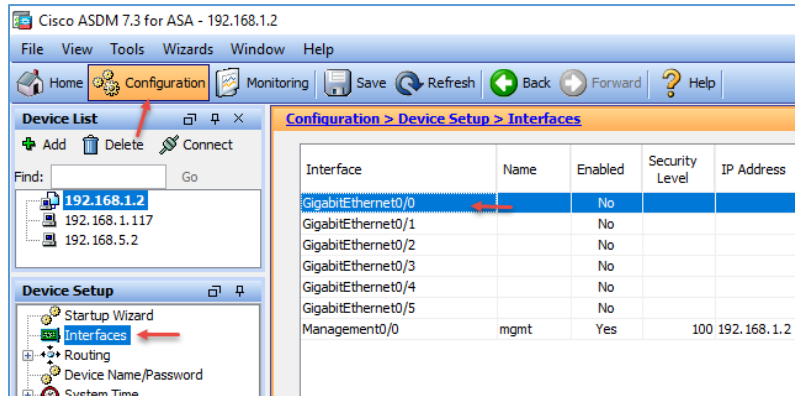 Cisco ASDM 7.3 for ASA - 192.168.1.2
File View Tools Wizards Window Help
Home Configuration Monitoring Save Refresh Back Forward Help
Device List
Add Delete Connect
Find: Go
192.168.1.2
192.168.1.117
192.168.5.2
Device Setup
Startup Wizard
Interfaces
Routing
Device Name/Password
System Time
Configuration > Device Setup > Interfaces
Interface Name Enabled Security Level IP Address
GigabitEthernet0/0 No
GigabitEthernet0/1 No
GigabitEthernet0/2 No
GigabitEthernet0/3 No
GigabitEthernet0/4 No
GigabitEthernet0/5 No
Management0/0 mgmt Yes 100 192.168.1.2